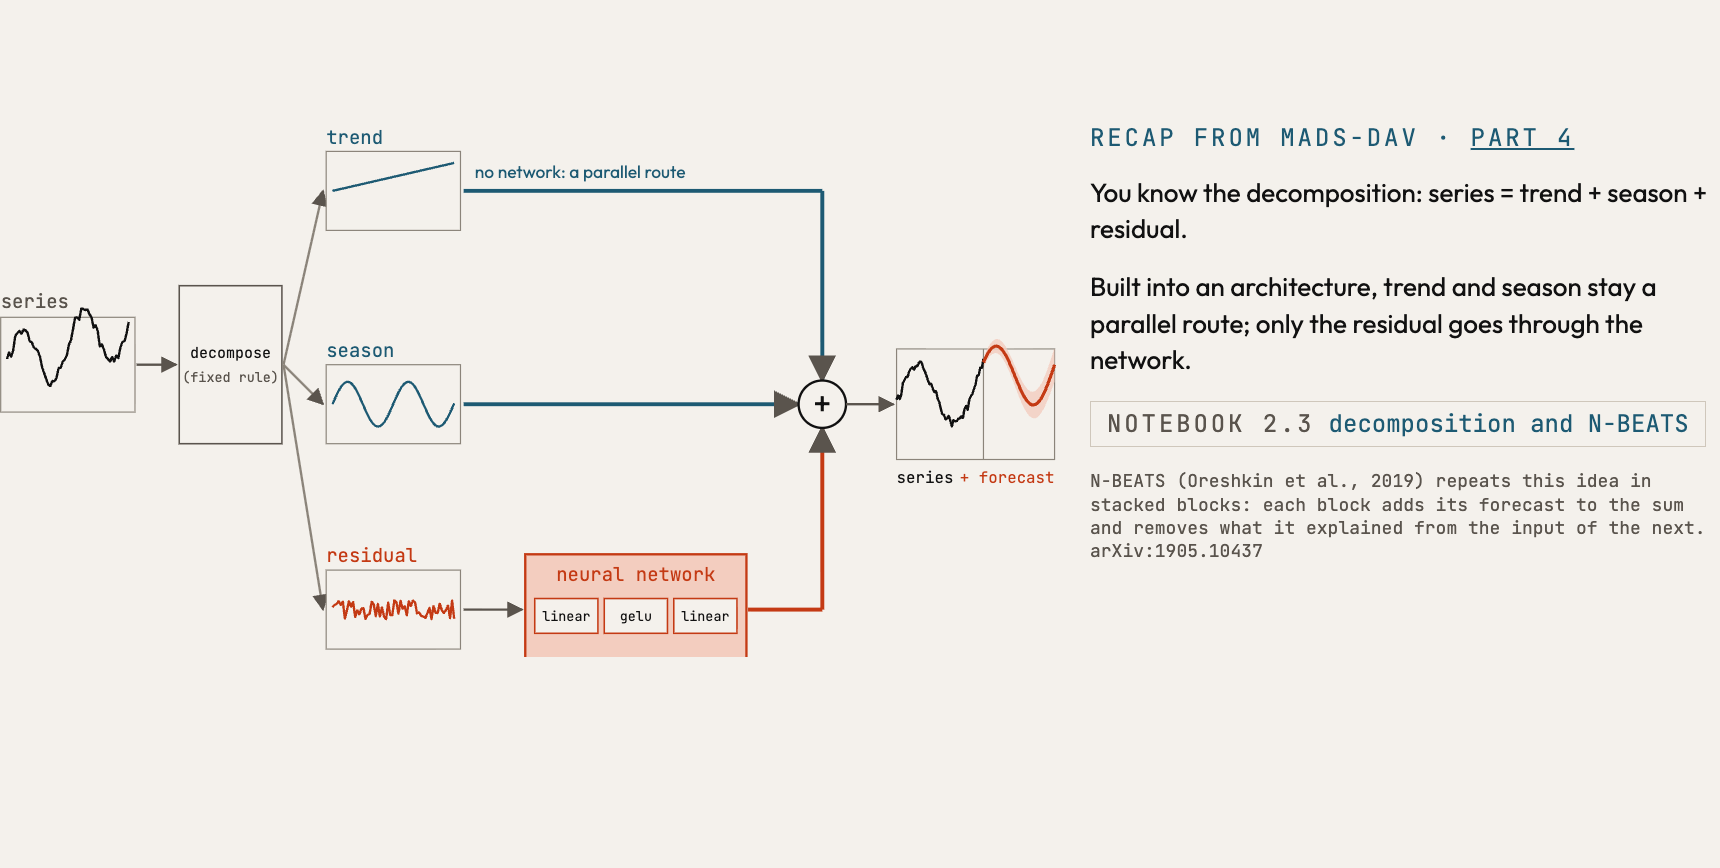 trend
no network: a parallel route
series
decompose
(fixed rule)
season
+
series + forecast
residual
neural network
linear gelu linear
RECAP FROM MADS-DAV · PART 4
You know the decomposition: series = trend + season +
residual.
Built into an architecture, trend and season stay a
parallel route; only the residual goes through the
network.
NOTEBOOK 2.3 decomposition and N-BEATS
N-BEATS (Oreshkin et al., 2019) repeats this idea in
stacked blocks: each block adds its forecast to the sum
and removes what it explained from the input of the next.
arXiv:1905.10437